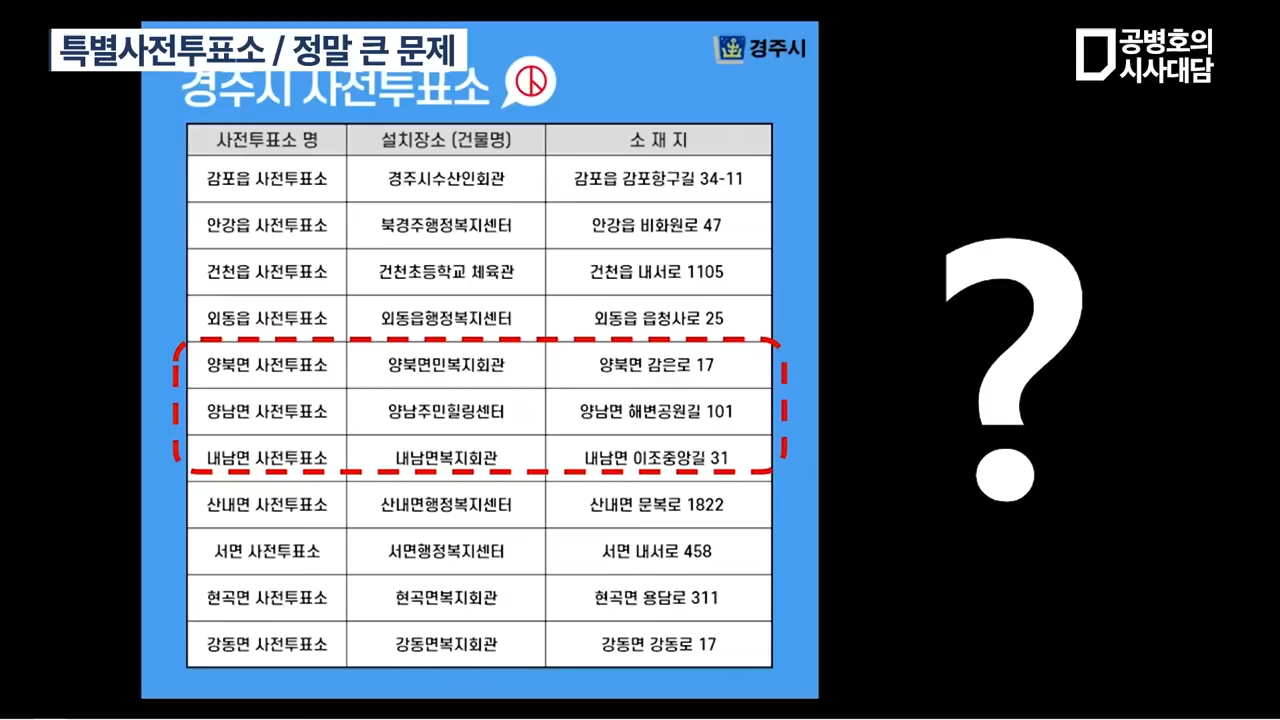 특별사전투표소 / 정말 큰 문제
공병호의
시사대담
경주시
경주시 사전투표소
사전투표소 명 설치장소 (건물명) 소 재 지
감포읍 사전투표소 경주시수산인회관 감포읍 감포항구길 34-11
안강읍 사전투표소 북경주행정복지센터 안강읍 비화원로 47
건천읍 사전투표소 건천초등학교 체육관 건천읍 내서로 1105
외동읍 사전투표소 외동읍행정복지센터 외동읍 읍청사로 25
양북면 사전투표소 양북면민복지회관 양북면 감은로 17
양남면 사전투표소 양남주민힐링센터 양남면 해변공원길 101
내남면 사전투표소 내남면복지회관 내남면 이조중앙길 31
산내면 사전투표소 산내면행정복지센터 산내면 문복로 1822
서면 사전투표소 서면행정복지센터 서면 내서로 458
현곡면 사전투표소 현곡면복지회관 현곡면 용담로 311
강동면 사전투표소 강동면복지회관 강동면 강동로 17
?